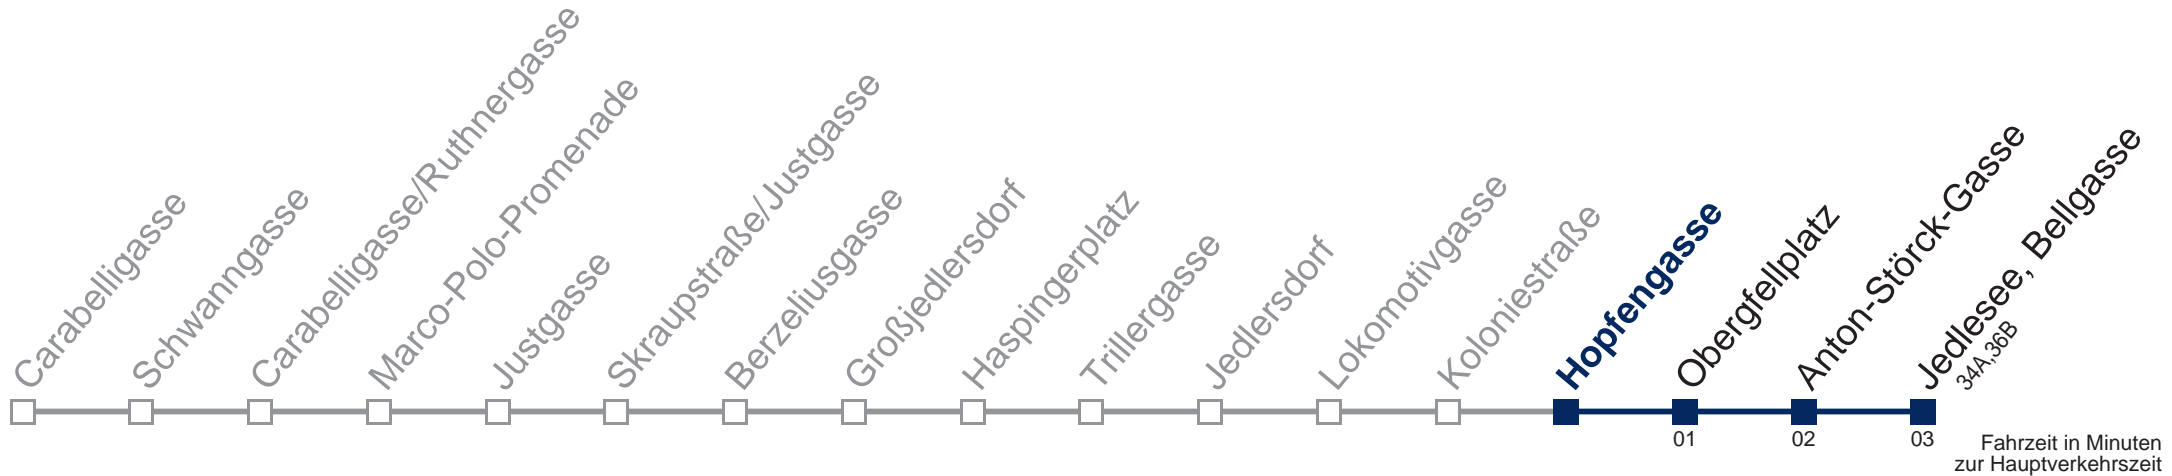 Carabelligasse
Schwanngasse
Carabelligasse/Ruthnergasse
Marco-Polo-Promenade
Justgasse
Skraupstraße/Justgasse
Berzeliusgasse
Großjedlersdorf
Haspingerplatz
Trillergasse
Jedlersdorf
Lokomotivgasse
Koloniestraße
Hopfengasse
Obergfellplatz
Anton-Störck-Gasse
Jedlesee, Bellgasse
34A,36B
01
02
03
Fahrzeit in Minuten
zur Hauptverkehrszeit